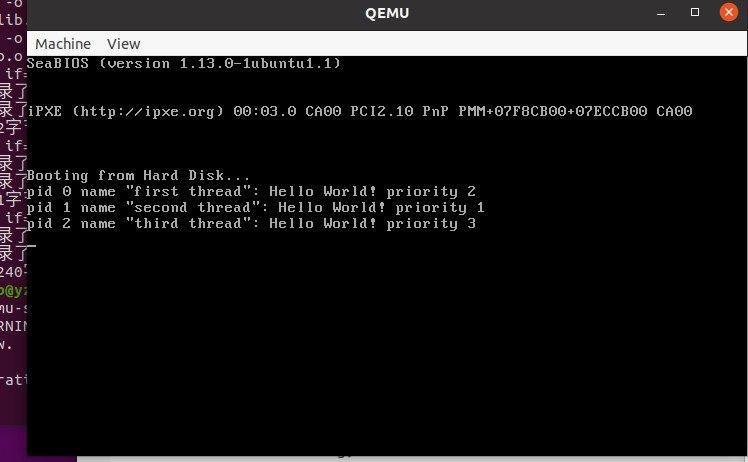 QEMU
Machine View
SeaBIOS (version 1.13.0-1ubuntu1.1)
iPXE (http://ipxe.org) 00:03.0 CA00 PCI2.10 PnP PMM+07F8CB00+07ECCB00 CA00
Booting from Hard Disk...
pid 0 name "first thread": Hello World! priority 2
pid 1 name "second thread": Hello World! priority 1
pid 2 name "third thread": Hello World! priority 3